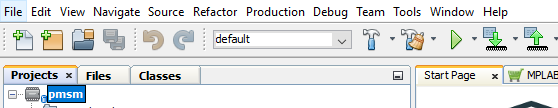 File Edit View Navigate Source Refactor Production Debug Team Tools Window Help
default
Projects Files Classes Start Page MPLAB
pmsm